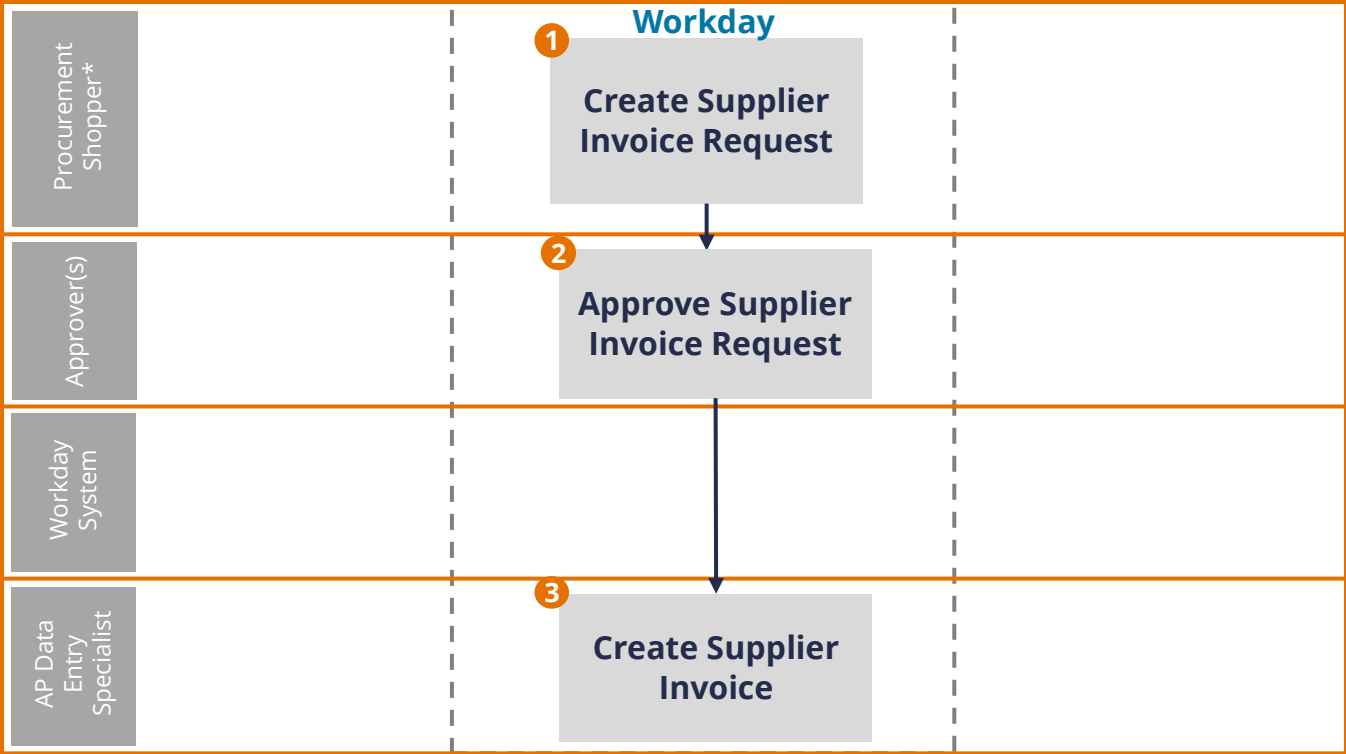 Workday
Procurement
Shopper*
1
Create Supplier
Invoice Request
Approver(s)
2
Approve Supplier
Invoice Request
Workday
System
AP Data
Entry
Specialist
3
Create Supplier
Invoice